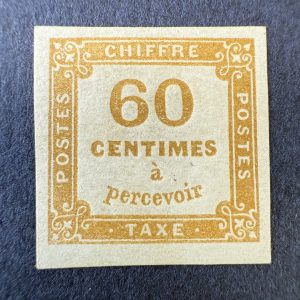 CHIFFRE
POSTES
60
CENTIMES
à
percevoir
POSTES
TAXE